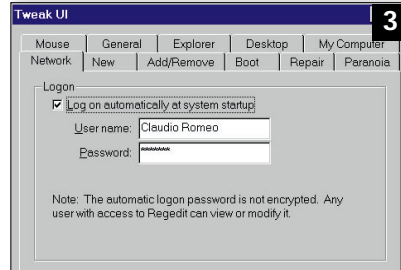 Tweak UI
3
Mouse General Explorer Desktop My Computer
Network New Add/Remove Boot Repair Paranoia
Logon
Log on automatically at system startup
User name: Claudio Romeo
Password: *******
Note: The automatic logon password is not encrypted. Any
user with access to Regedit can view or modify it.